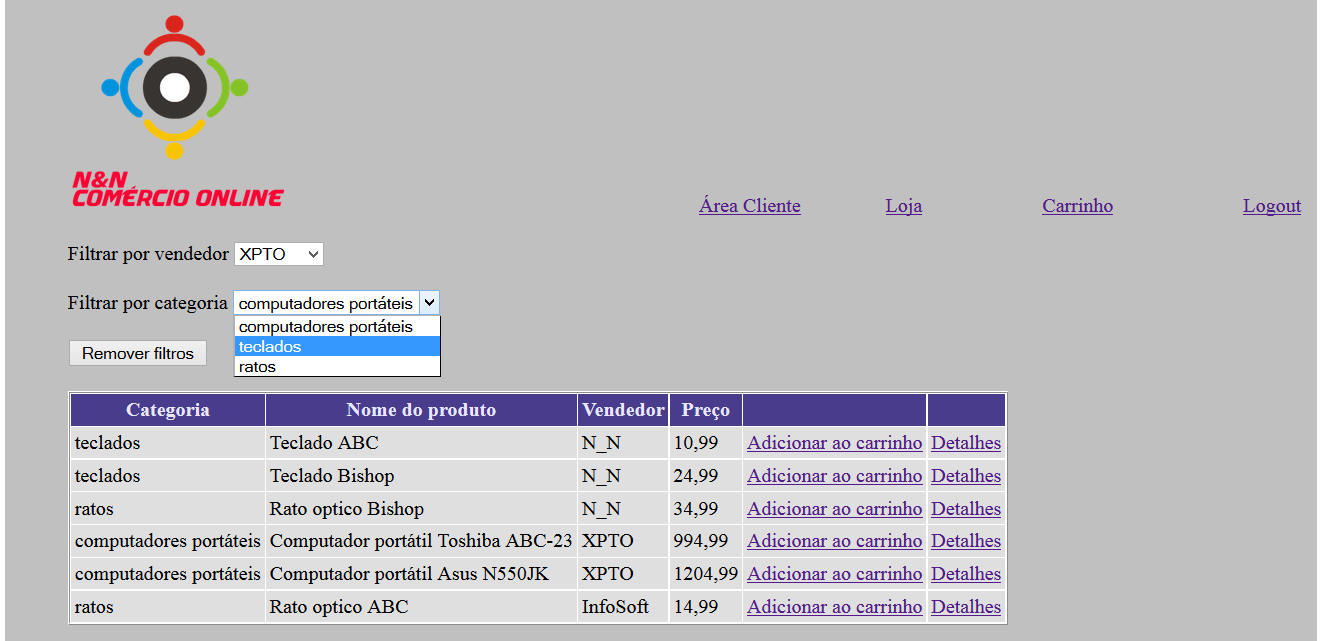 N&N
COMÉRCIO ONLINE
Área Cliente Loja Carrinho Logout
Filtrar por vendedor XPTO
Filtrar por categoria computadores portáteis
computadores portáteis
teclados
ratos
Remover filtros
Categoria Nome do produto Vendedor Preço
teclados Teclado ABC N_N 10,99 Adicionar ao carrinho Detalhes
teclados Teclado Bishop N_N 24,99 Adicionar ao carrinho Detalhes
ratos Rato optico Bishop N_N 34,99 Adicionar ao carrinho Detalhes
computadores portáteis Computador portátil Toshiba ABC-23 XPTO 994,99 Adicionar ao carrinho Detalhes
computadores portáteis Computador portátil Asus N550JK XPTO 1204,99 Adicionar ao carrinho Detalhes
ratos Rato optico ABC InfoSoft 14,99 Adicionar ao carrinho Detalhes